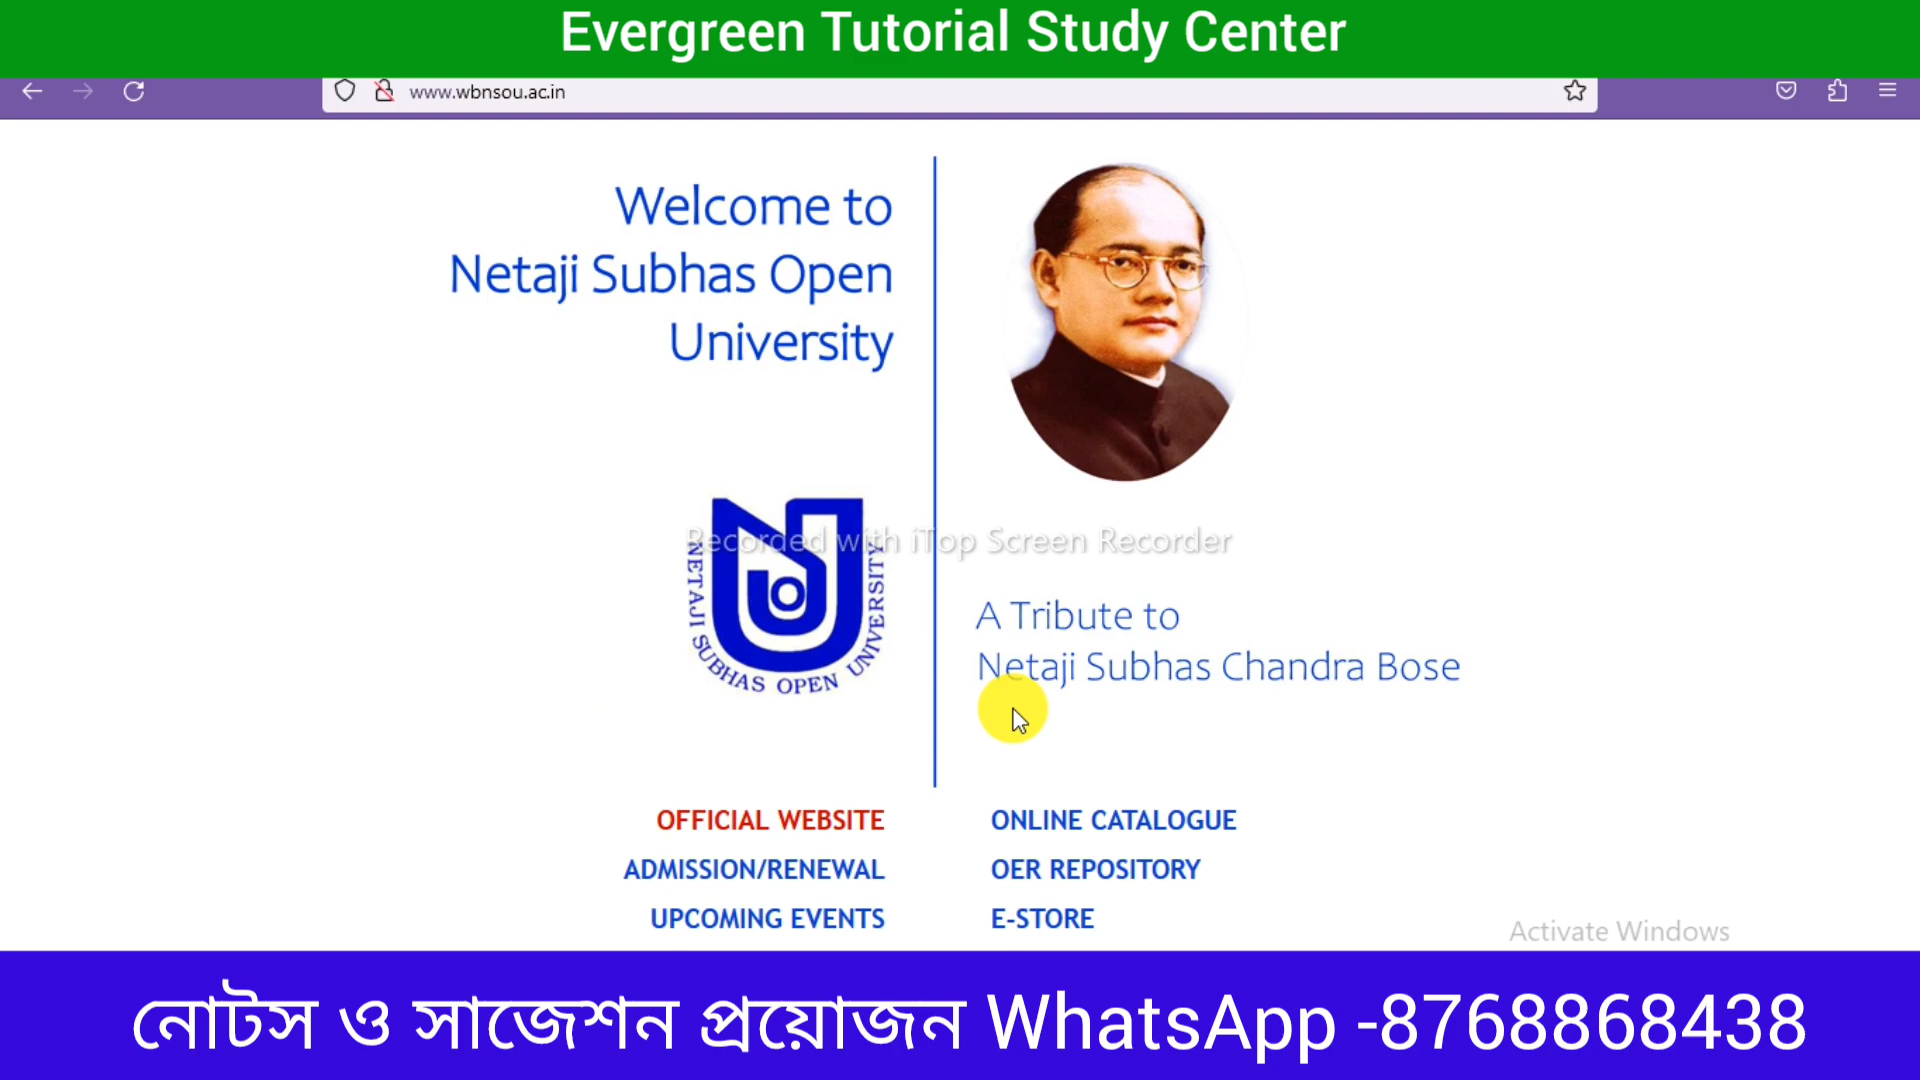 Evergreen Tutorial Study Center
www.wbnsou.ac.in
Welcome to
Netaji Subhas Open
University
NETAJI SUBHAS OPEN UNIVERSITY
Recorded with iTop Screen Recorder
A Tribute to
Netaji Subhas Chandra Bose
OFFICIAL WEBSITE
ADMISSION/RENEWAL
UPCOMING EVENTS
ONLINE CATALOGUE
OER REPOSITORY
E-STORE
Activate Windows
নোটস ও সাজেশন প্রয়োজন WhatsApp -8768868438